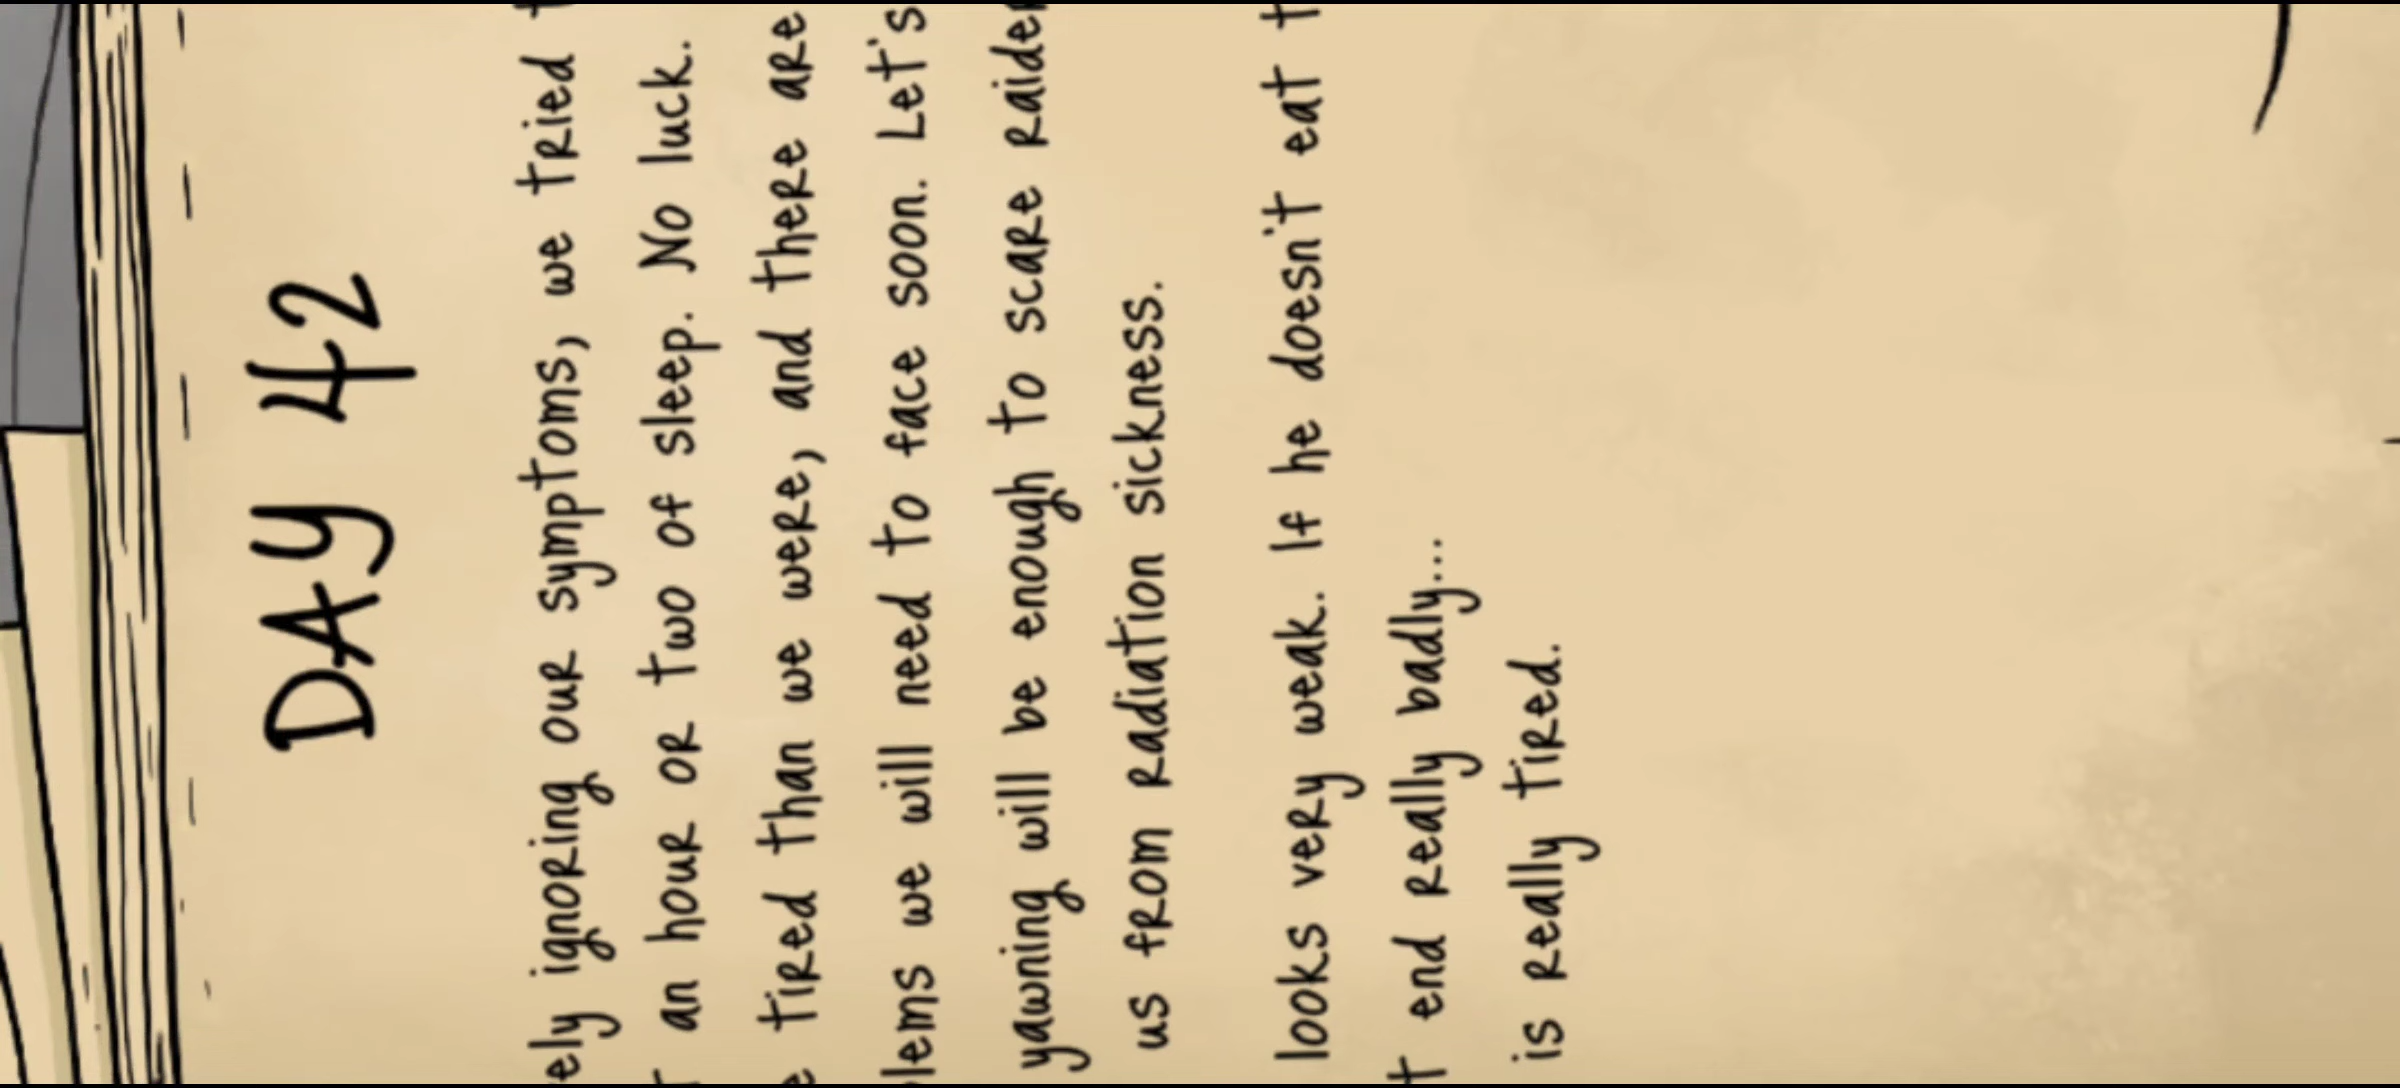 DAY 42
ely ignoring our symptoms, we tried
an hour or two of sleep. No luck.
tired than we were, and there are
lems we will need to face soon. Let's
yawning will be enough to scare raider
us from radiation sickness.
looks very weak. If he doesn't eat t
t end really badly...
is really tired.